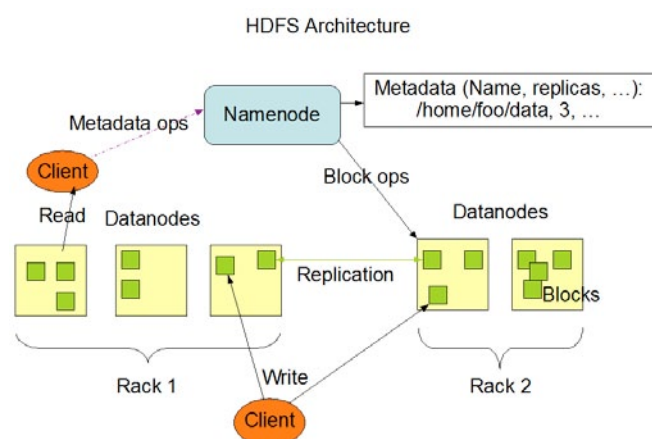 HDFS Architecture
Metadata (Name, replicas, …):
/home/foo/data, 3, …
Namenode
Metadata ops
Client
Block ops
Read
Datanodes
Datanodes
Replication
Blocks
Rack 1
Write
Rack 2
Client